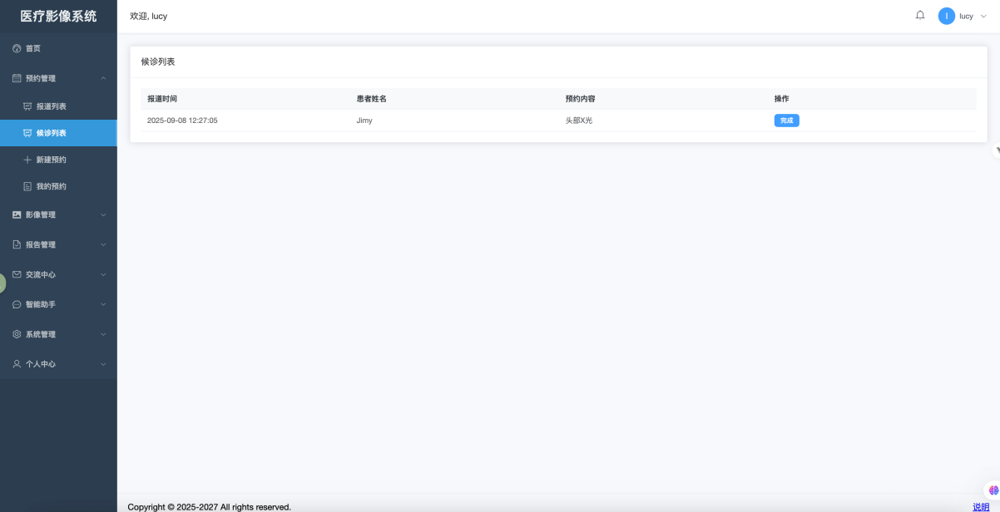 医疗影像系统
欢迎, lucy
l
lucy
首页
预约管理
报道列表
候诊列表
新建预约
我的预约
影像管理
报告管理
交流中心
智能助手
系统管理
个人中心
候诊列表
报道时间 患者姓名 预约内容 操作
2025-09-08 12:27:05 Jimy 头部X光 完成
Copyright © 2025-2027 All rights reserved.
说明